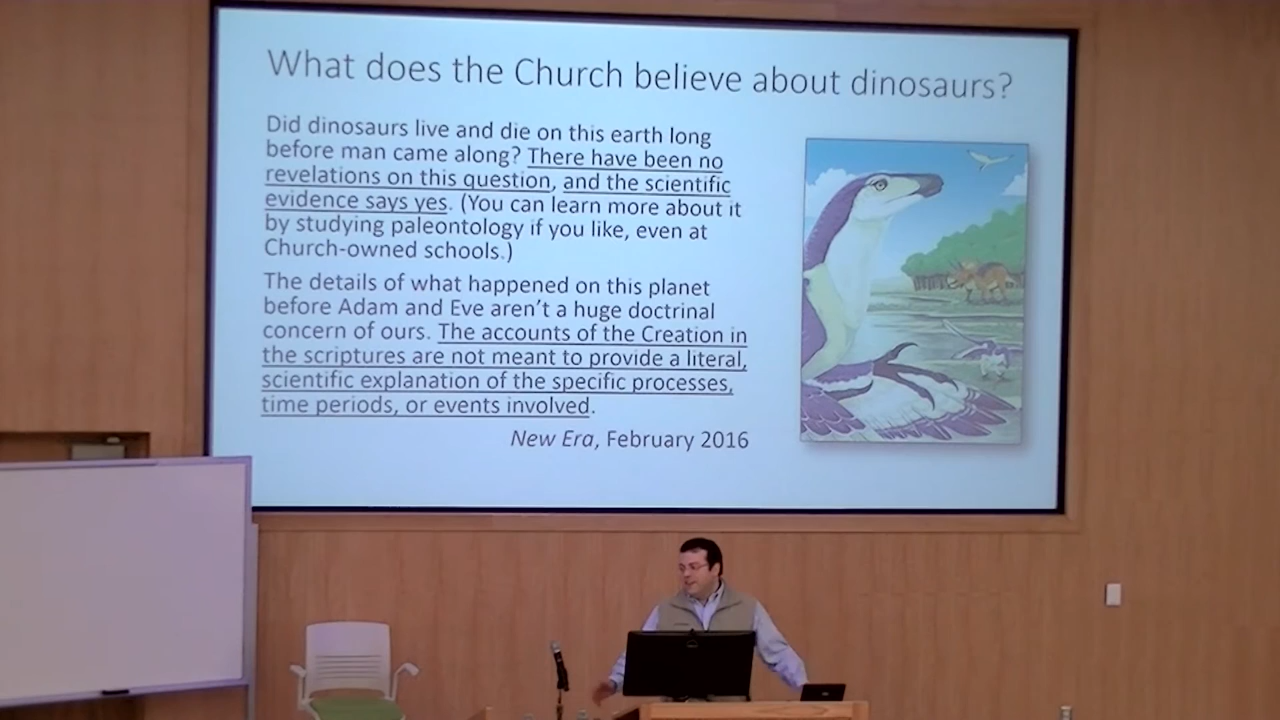 What does the Church believe about dinosaurs?
Did dinosaurs live and die on this earth long
before man came along? There have been no
revelations on this question, and the scientific
evidence says yes. (You can learn more about it
by studying paleontology if you like, even at
Church-owned schools.)
The details of what happened on this planet
before Adam and Eve aren't a huge doctrinal
concern of ours. The accounts of the Creation in
the scriptures are not meant to provide a literal,
scientific explanation of the specific processes,
time periods, or events involved.
New Era, February 2016